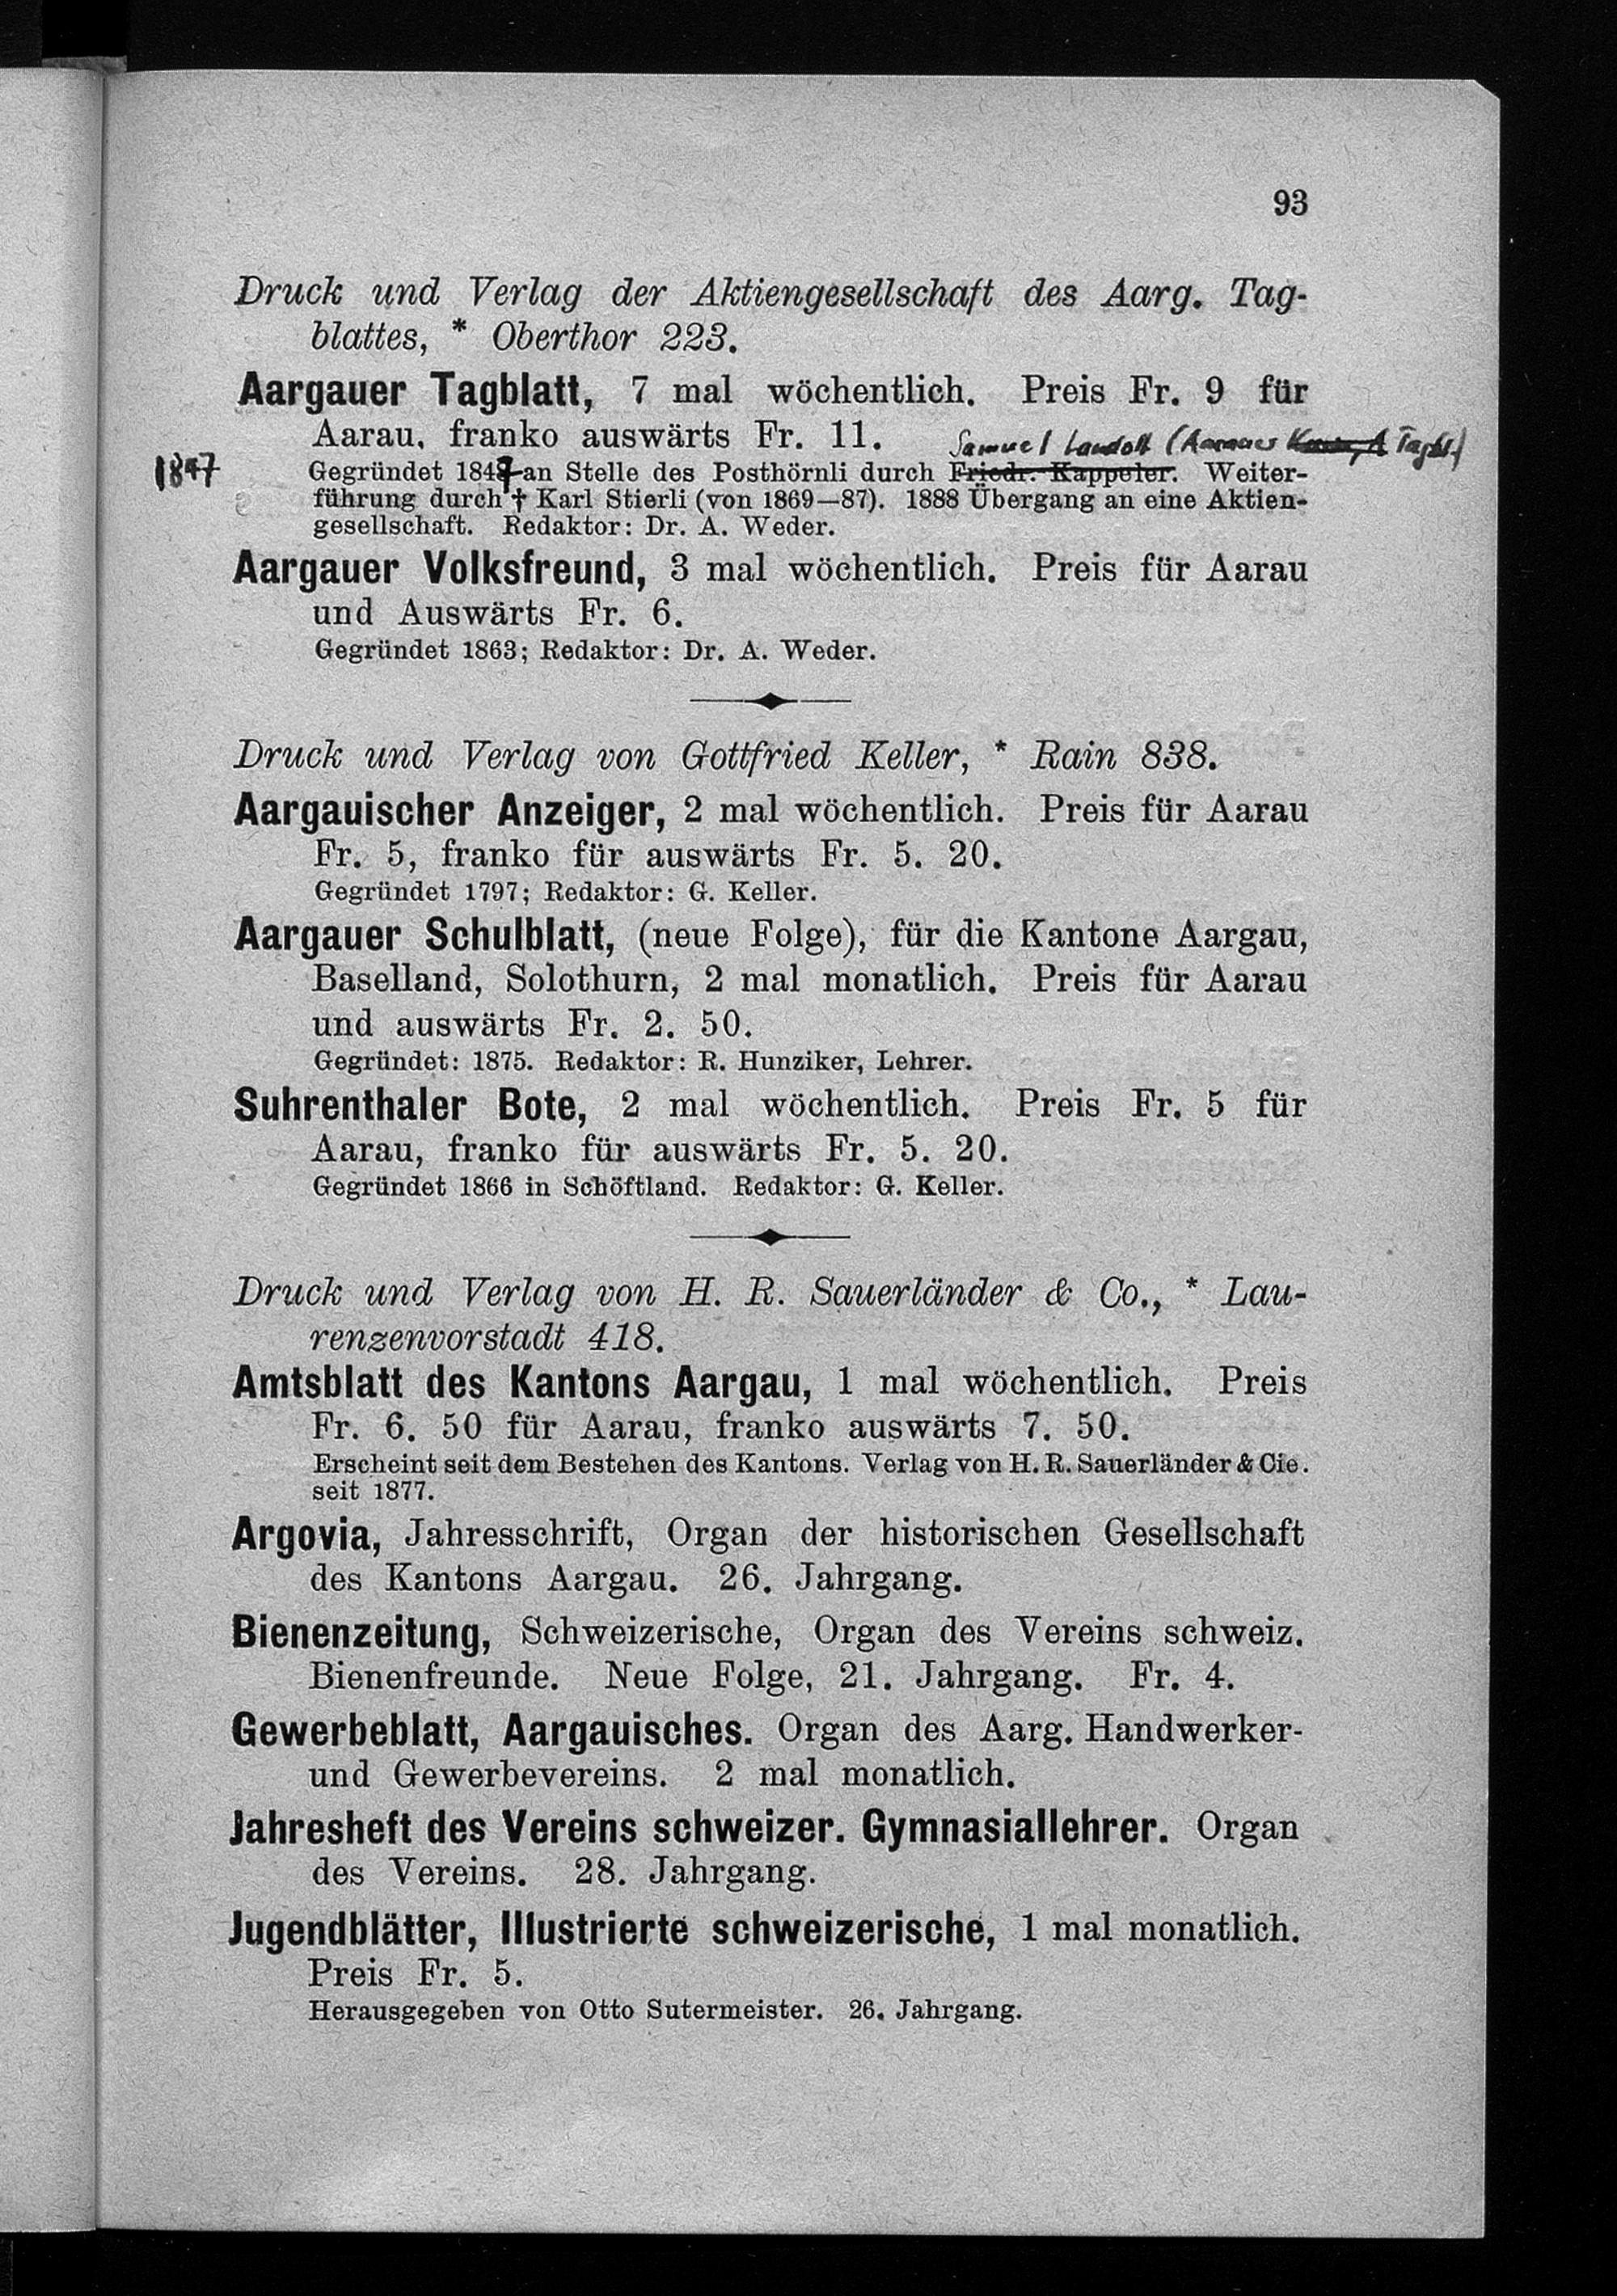 93
Druck und Verlag der Aktiengesellschaft des Aarg. Tag-
blattes, * Oberthor 223.
Aargauer Tagblatt, 7 mal wöchentlich. Preis Fr. 9 für
Aarau, franko auswärts Fr. 11.
Samuel Landolt (Aarauer Tagbl.)
1847
Gegründet 1847 an Stelle des Posthörnli durch Friedr. Kappeler. Weiter-
führung durch † Karl Stierli (von 1869—87). 1888 Übergang an eine Aktien-
gesellschaft. Redaktor: Dr. A. Weder.
Aargauer Volksfreund, 3 mal wöchentlich. Preis für Aarau
und Auswärts Fr. 6.
Gegründet 1863; Redaktor: Dr. A. Weder.
Druck und Verlag von Gottfried Keller, * Rain 838.
Aargauischer Anzeiger, 2 mal wöchentlich. Preis für Aarau
Fr. 5, franko für auswärts Fr. 5. 20.
Gegründet 1797; Redaktor: G. Keller.
Aargauer Schulblatt, (neue Folge), für die Kantone Aargau,
Baselland, Solothurn, 2 mal monatlich. Preis für Aarau
und auswärts Fr. 2. 50.
Gegründet: 1875. Redaktor: R. Hunziker, Lehrer.
Suhrenthaler Bote, 2 mal wöchentlich. Preis Fr. 5 für
Aarau, franko für auswärts Fr. 5. 20.
Gegründet 1866 in Schöftland. Redaktor: G. Keller.
Druck und Verlag von H. R. Sauerländer & Co., * Lau-
renzenvorstadt 418.
Amtsblatt des Kantons Aargau, 1 mal wöchentlich. Preis
Fr. 6. 50 für Aarau, franko auswärts 7. 50.
Erscheint seit dem Bestehen des Kantons. Verlag von H. R. Sauerländer & Cie.
seit 1877.
Argovia, Jahresschrift, Organ der historischen Gesellschaft
des Kantons Aargau. 26. Jahrgang.
Bienenzeitung, Schweizerische, Organ des Vereins schweiz.
Bienenfreunde. Neue Folge, 21. Jahrgang. Fr. 4.
Gewerbeblatt, Aargauisches. Organ des Aarg. Handwerker-
und Gewerbevereins. 2 mal monatlich.
Jahresheft des Vereins schweizer. Gymnasiallehrer. Organ
des Vereins. 28. Jahrgang.
Jugendblätter, Illustrierte schweizerische, 1 mal monatlich.
Preis Fr. 5.
Herausgegeben von Otto Sutermeister. 26. Jahrgang.